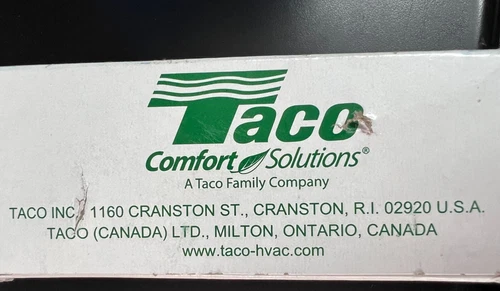 Taco
Comfort Solutions®
A Taco Family Company
TACO INC., 1160 CRANSTON ST., CRANSTON, R.I. 02920 U.S.A.
TACO (CANADA) LTD., MILTON, ONTARIO, CANADA
www.taco-hvac.com